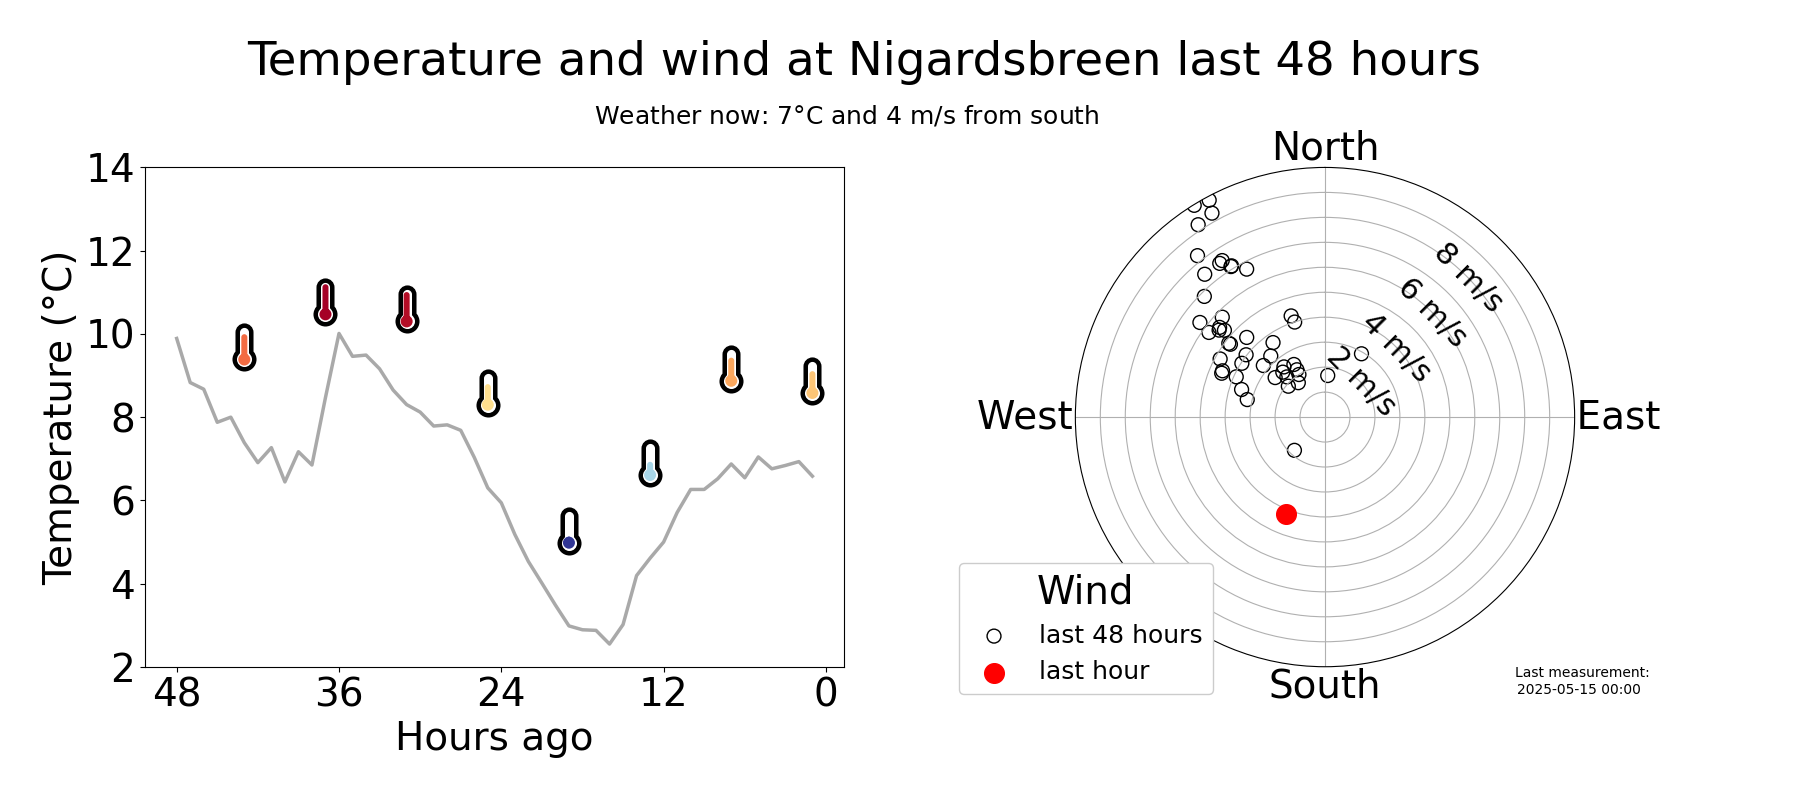 Temperature and wind at Nigardsbreen last 48 hours
Weather now: 7°C and 4 m/s from south
14
12
10
8
6
4
2
Temperature (°C)
48 36 24 12 0
Hours ago
North
West
East
South
8 m/s
6 m/s
4 m/s
2 m/s
Wind
last 48 hours
last hour
Last measurement:
2025-05-15 00:00